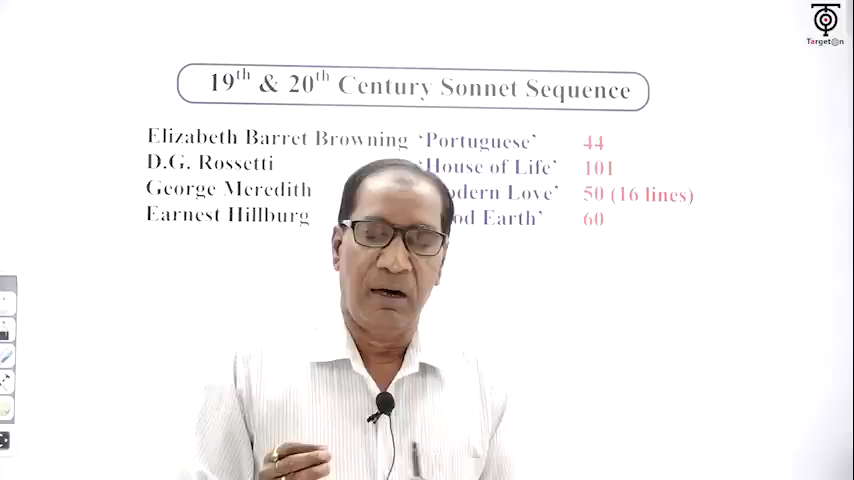 TargetOn
19th & 20th Century Sonnet Sequence
Elizabeth Barret Browning ‘Portuguese’ 44
D.G. Rossetti ‘House of Life’ 101
George Meredith Love’ 50 (16 lines)
Earnest Hillburg Earth’ 60